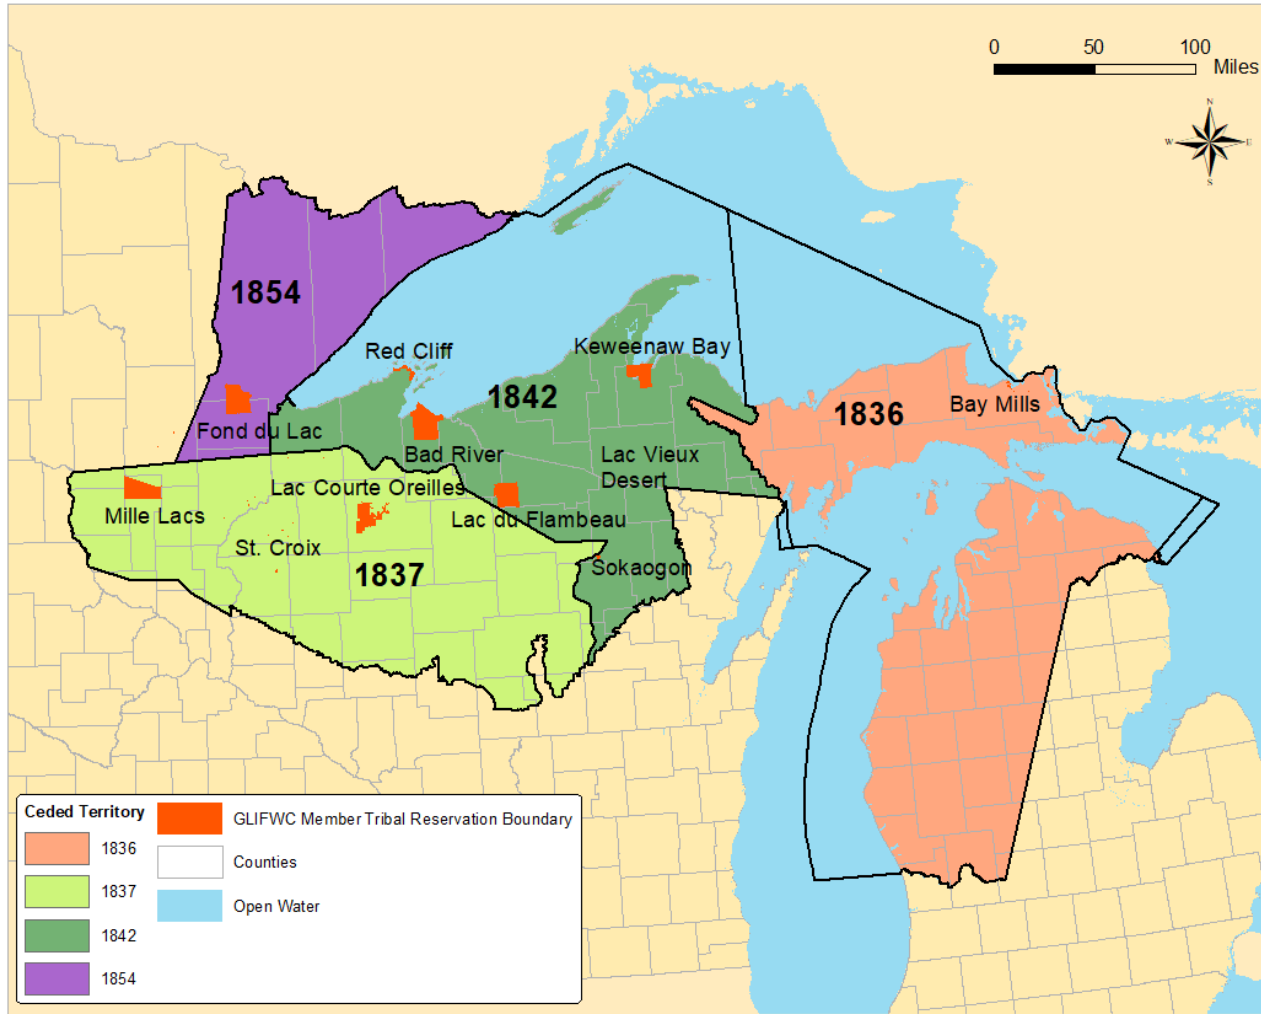 0 50 100
Miles
N
W E
S
1854
Red Cliff
Keweenaw Bay
1842
1836
Bay Mills
Fond du Lac
Bad River
Lac Vieux
Desert
Lac Courte Oreilles
Mille Lacs
Lac du Flambeau
St. Croix
1837
Sokaogon
Ceded Territory
1836
1837
1842
1854
GLIFWC Member Tribal Reservation Boundary
Counties
Open Water